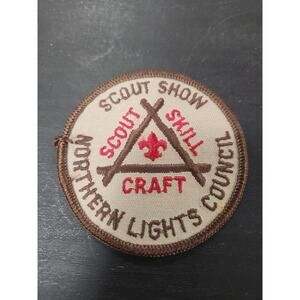 SCOUT SHOW
SCOUT SKILL
CRAFT
NORTHERN LIGHTS COUNCIL